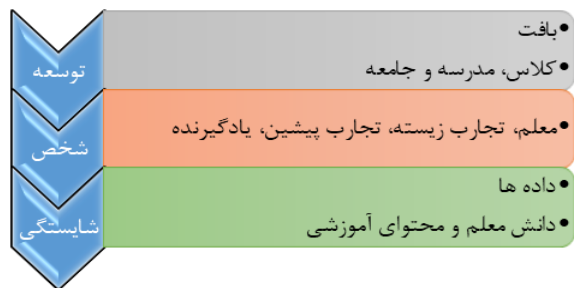 توسعه
•بافت
•کلاس، مدرسه و جامعه
شخص
•معلم، تجارب زیسته، تجارب پیشین، یادگیرنده
شایستگی
•داده ها
•دانش معلم و محتوای آموزشی